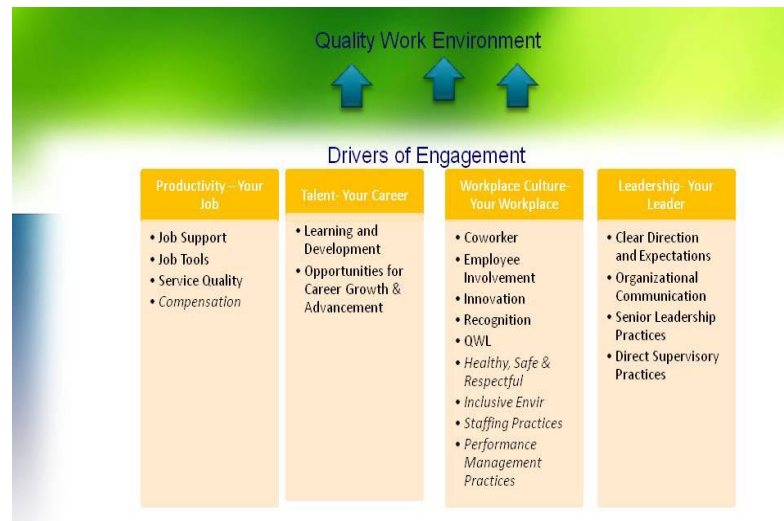 Quality Work Environment
Drivers of Engagement
Productivity – Your
Job
• Job Support
• Job Tools
• Service Quality
• Compensation
Talent- Your Career
• Learning and
Development
• Opportunities for
Career Growth &
Advancement
Workplace Culture-
Your Workplace
• Coworker
• Employee
Involvement
• Innovation
• Recognition
• QWL
• Healthy, Safe &
Respectful
• Inclusive Envir
• Staffing Practices
• Performance
Management
Practices
Leadership- Your
Leader
• Clear Direction
and Expectations
• Organizational
Communication
• Senior Leadership
Practices
• Direct Supervisory
Practices